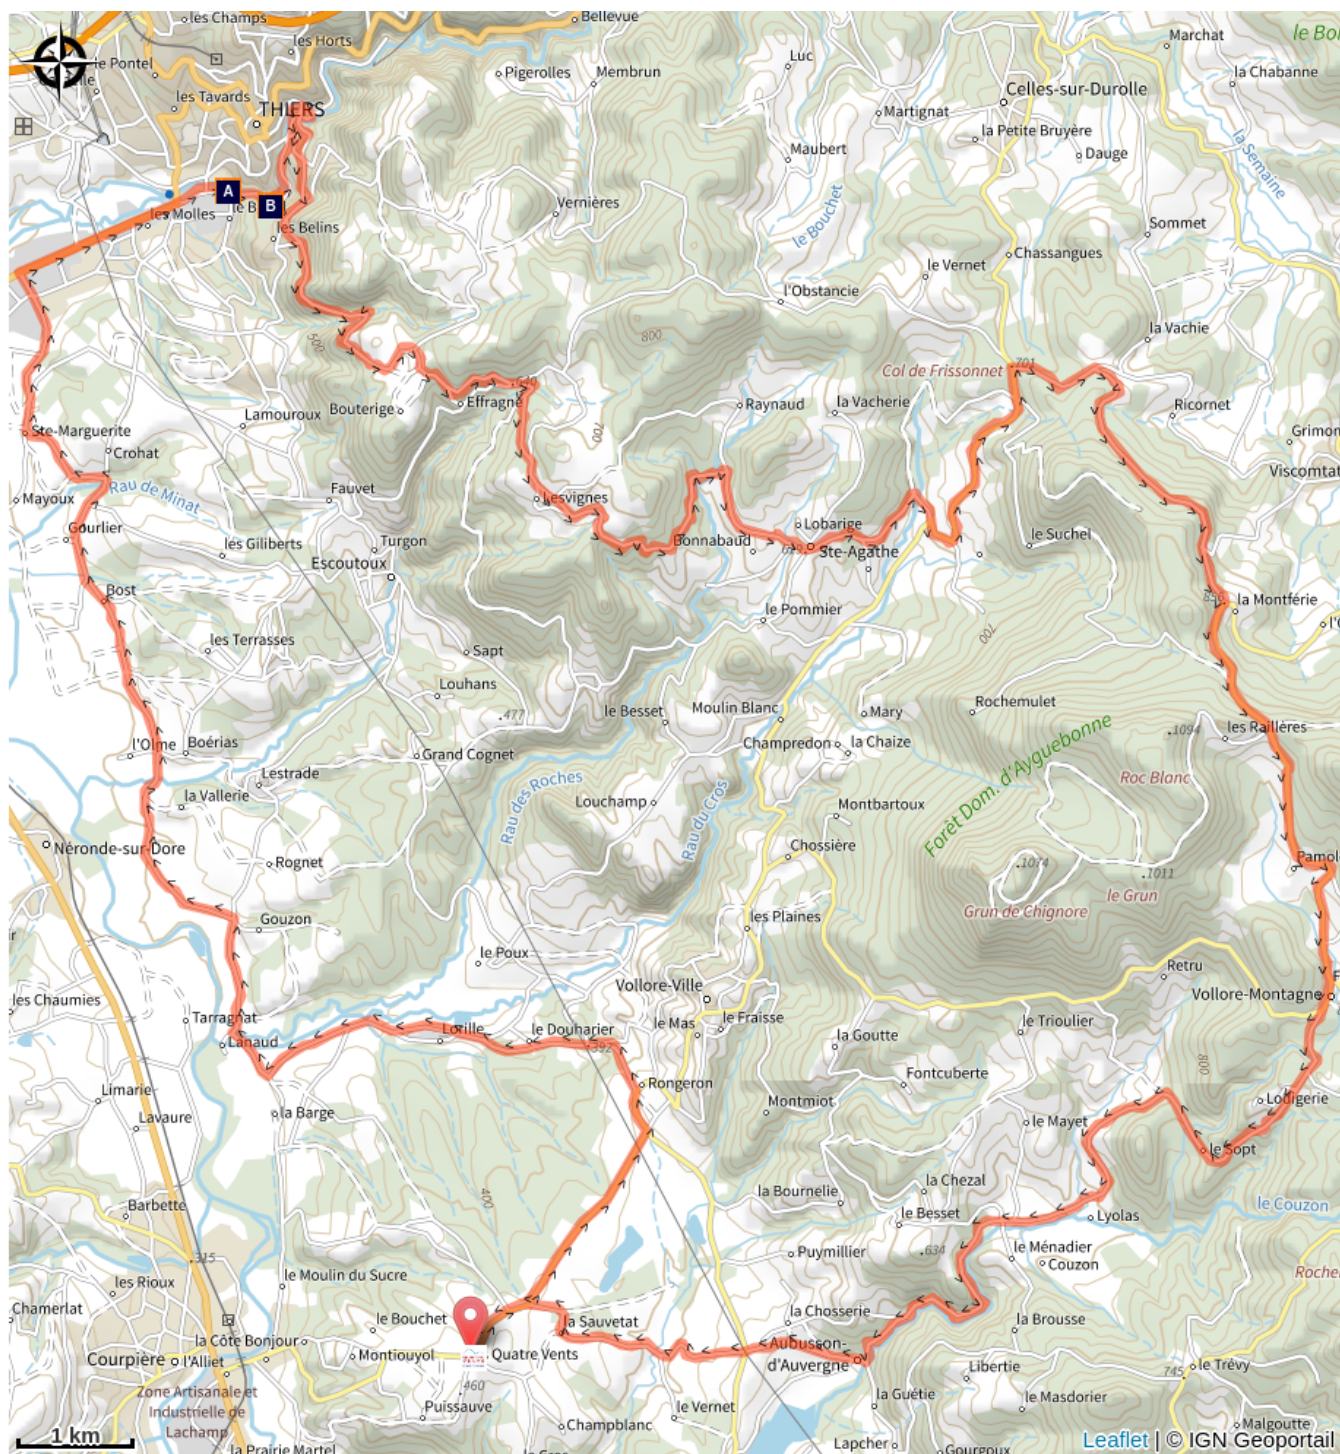 les Champs
Bellevue
les Horts
Marchat
le Pontel
Luc
Pigerolles
Membrun
la Chabanne
les Tavards
Celles-sur-Durolle
THIERS
Martignat
la Petite Bruyère
Maubert
Dauge
la Semaine
A
B
les Molles
Vernières
le Bouchet
les Belins
Sommet
Chassangues
le Vernet
l'Obstancie
500
800
la Vachie
701
Col de Frissonnet
Effragne
Bouterige
Lamouroux
Raynaud
la Vacherie
Ricornet
Ste-Marguerite
700
Crohat
Viscomtat
Mayoux
Rau de Minat
Fauvet
Lesvignes
Gourlier
les Giliberts
Turgon
Bonnabaud
Lobarige
Ste-Agathe
le Suchel
Escoutoux
Bost
la Montférie
le Pommier
les Terrasses
700
Sapt
Louhans
Rochemulet
.477
le Besset
Moulin Blanc
Mary
les Raillères
.1094
l'Olme
Boérias
Grand Cognet
Champredon
la Chaize
Lestrade
Roc Blanc
la Vallerie
Rau des Roches
Louchamp
Rau du Cros
Montbartoux
Forêt Dom. d'Ayguebonne
Néronde-sur-Dore
Chossière
Rognet
.1074
.1011
le Grun
Grun de Chignore
Gouzon
les Plaines
le Poux
Retru
Vollore-Ville
Vollore-Montagne
les Chaumies
Tarragnat
Lorille
le Douharier
le Mas
le Fraisse
le Trioulier
Lanaud
.392
la Goutte
Rongeron
Fontcuberte
800
Limarie
la Barge
Montmiot
Lavaure
le Mayet
le Sopt
la Chezal
400
la Bournelie
Barbette
le Besset
Lyolas
le Couzon
.315
.634
le Ménadier
Puymillier
Couzon
les Rioux
le Moulin du Sucre
Chamerlat
le Bouchet
la Sauvetat
la Chosserie
la Brousse
la Côte Bonjour
Aubusson-
d'Auvergne
Courpière
l'Alliet
Montiouyol
Quatre Vents
Libertie
745
le Trévy
.460
Zone Artisanale et
Industrielle de
Lachamp
Puissauve
la Guétie
le Masdorier
le Vernet
Champblanc
Malgoutte
1 km
la Prairie Martel
Lapcher
Gourgoux
Leaflet | © IGN Geoportail